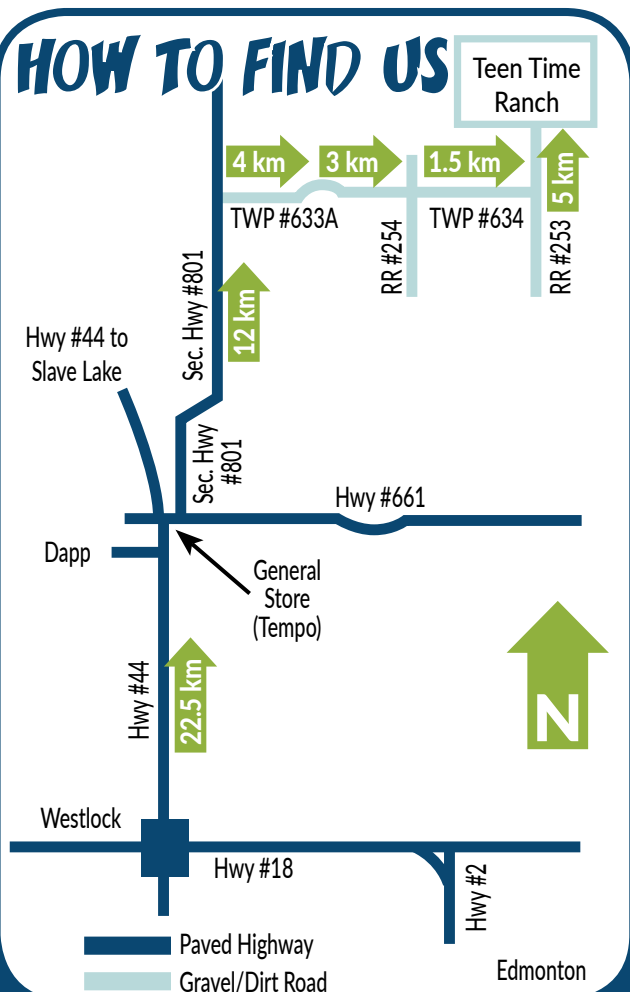 HOW TO FIND US
Teen Time
Ranch
4 km
3 km
1.5 km
5 km
TWP #633A
TWP #634
RR #254
RR #253
Sec. Hwy #801
12 km
Hwy #44 to
Slave Lake
Sec. Hwy
#801
Hwy #661
Dapp
General
Store
(Tempo)
Hwy #44
22.5 km
N
Westlock
Hwy #18
Hwy #2
Paved Highway
Edmonton
Gravel/Dirt Road